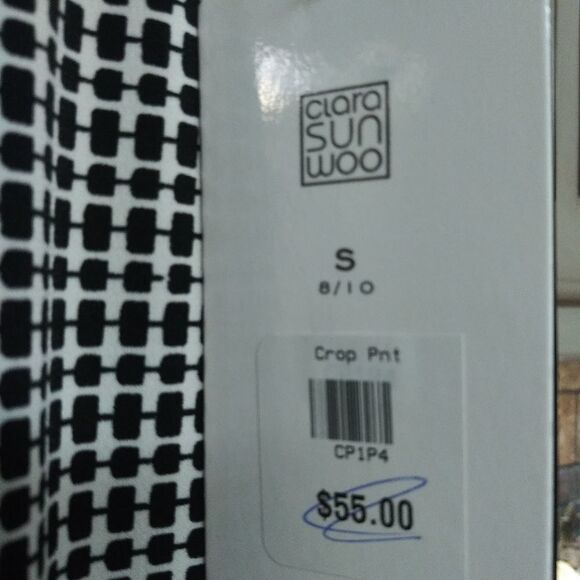 Clara
SUN
WOO
S
8/10
Crop Pnt
CP1P4
$55.00